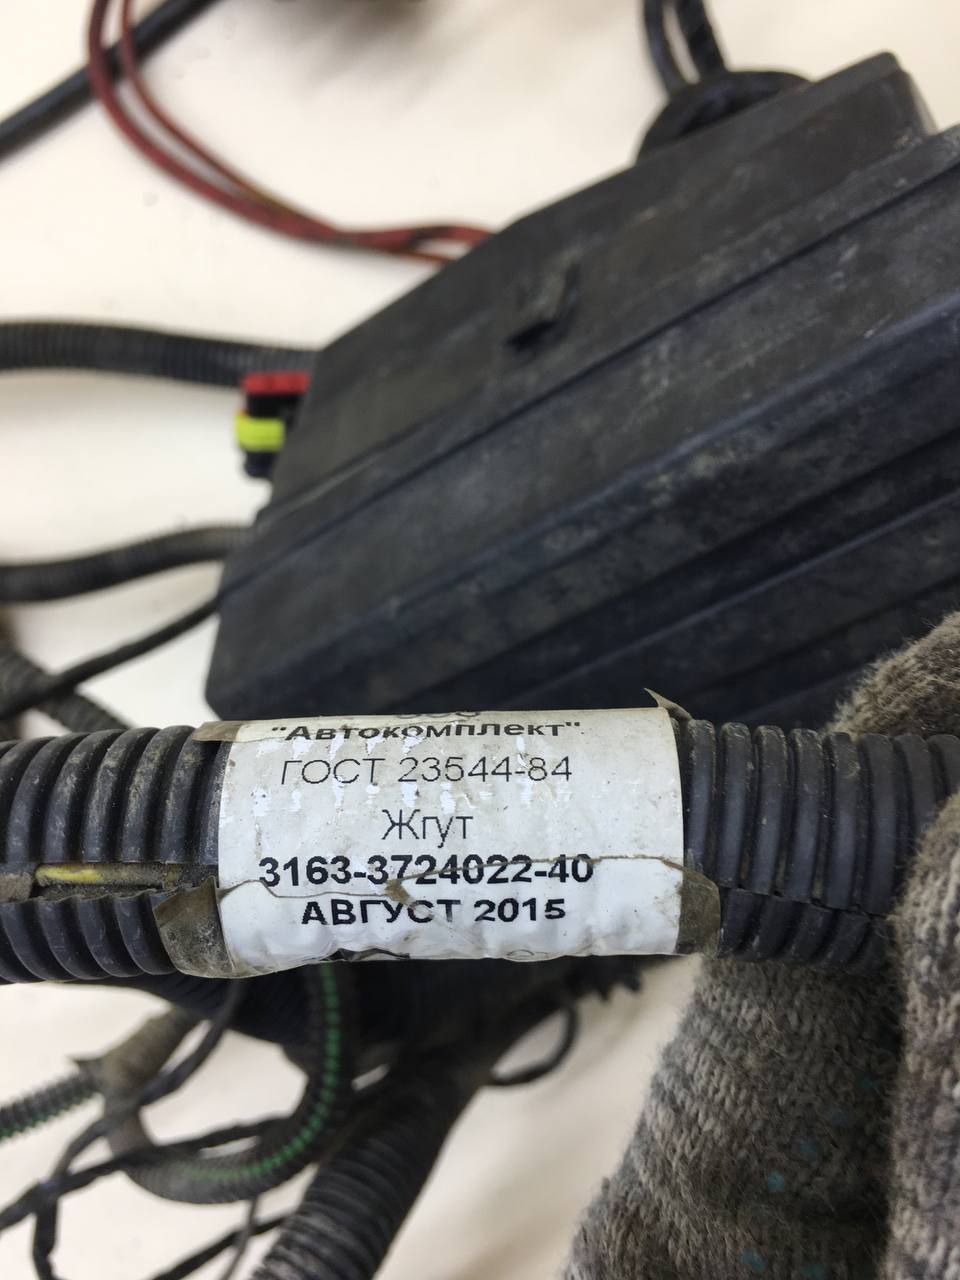 "Автокомплект"
ГОСТ 23544-84
Жгут
3163-3724022-40
АВГУСТ 2015